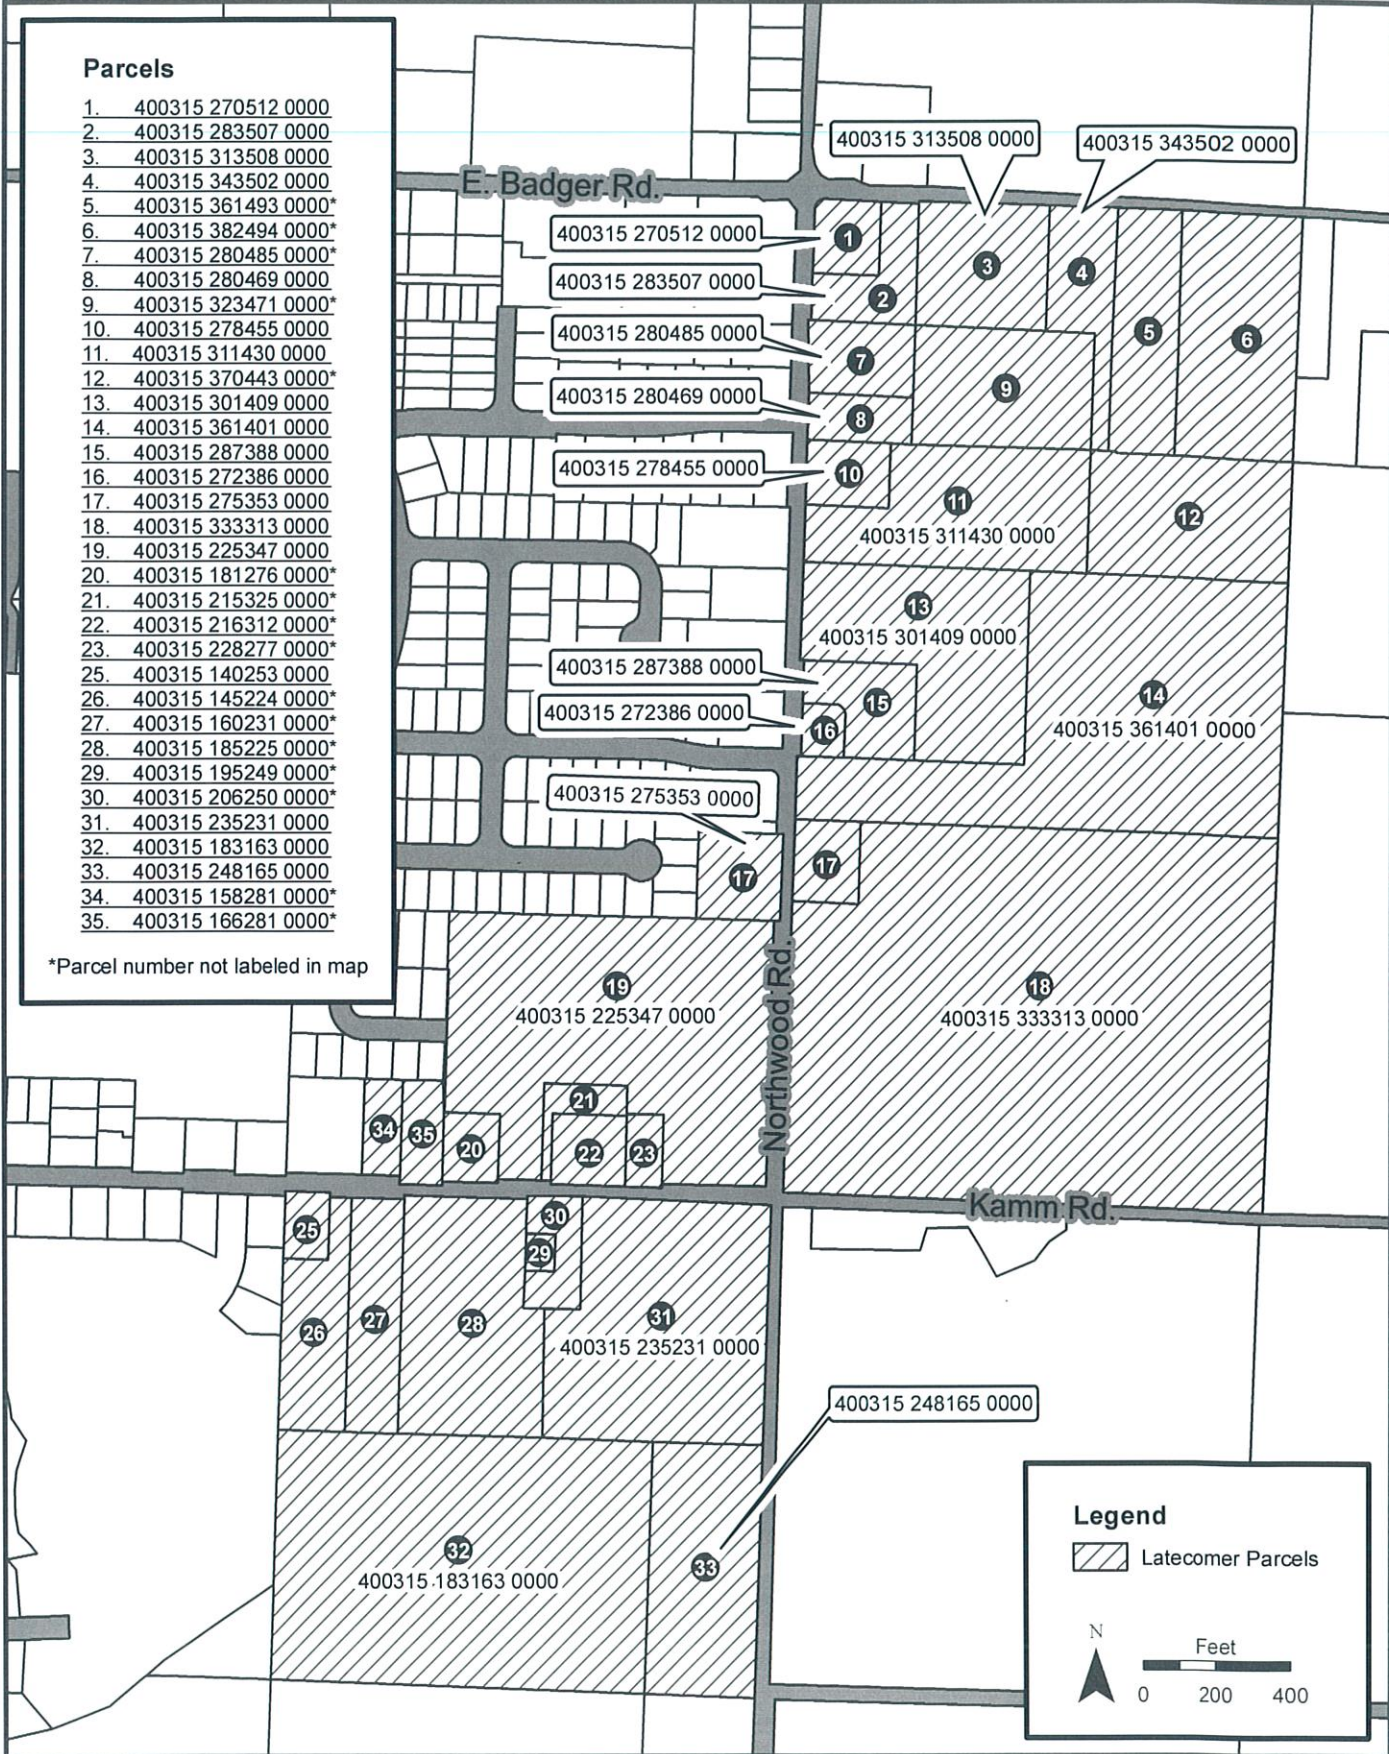 Parcels
1. 400315 270512 0000
2. 400315 283507 0000
3. 400315 313508 0000
4. 400315 343502 0000
5. 400315 361493 0000*
6. 400315 382494 0000*
7. 400315 280485 0000*
8. 400315 280469 0000
9. 400315 323471 0000*
10. 400315 278455 0000
11. 400315 311430 0000
12. 400315 370443 0000*
13. 400315 301409 0000
14. 400315 361401 0000
15. 400315 287388 0000
16. 400315 272386 0000
17. 400315 275353 0000
18. 400315 333313 0000
19. 400315 225347 0000
20. 400315 181276 0000*
21. 400315 215325 0000*
22. 400315 216312 0000*
23. 400315 228277 0000*
25. 400315 140253 0000
26. 400315 145224 0000*
27. 400315 160231 0000*
28. 400315 185225 0000*
29. 400315 195249 0000*
30. 400315 206250 0000*
31. 400315 235231 0000
32. 400315 183163 0000
33. 400315 248165 0000
34. 400315 158281 0000*
35. 400315 166281 0000*
*Parcel number not labeled in map
400315 313508 0000
400315 343502 0000
E. Badger Rd.
400315 270512 0000
1
3
4
400315 283507 0000
2
5
6
400315 280485 0000
7
9
400315 280469 0000
8
400315 278455 0000
10
11
400315 311430 0000
12
13
400315 301409 0000
400315 287388 0000
15
14
400315 361401 0000
400315 272386 0000
16
400315 275353 0000
17
17
19
400315 225347 0000
18
400315 333313 0000
Northwood Rd.
21
34
35
20
22
23
Kamm Rd.
25
30
29
26
27
28
31
400315 235231 0000
400315 248165 0000
32
400315 183163 0000
33
Legend
Latecomer Parcels
N
Feet
0 200 400